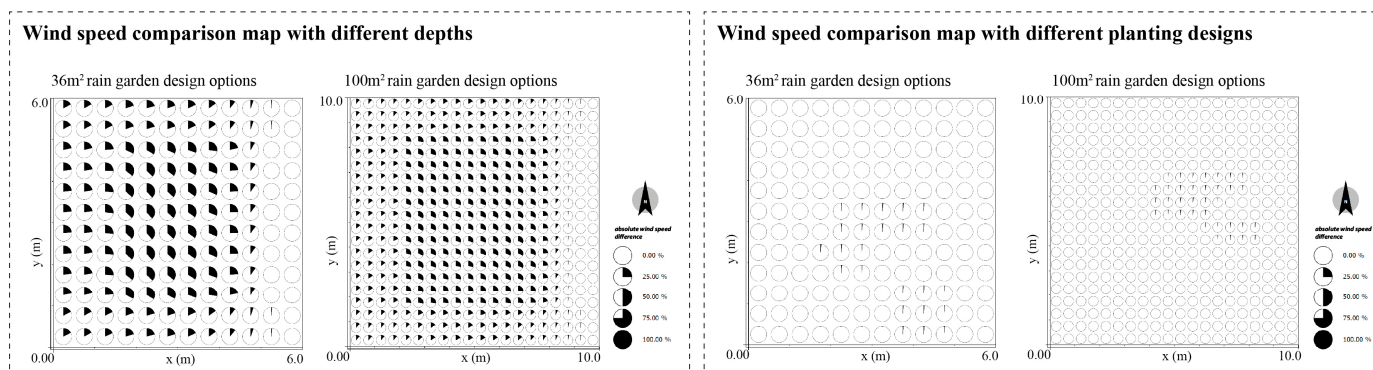 Wind speed comparison map with different depths
36m² rain garden design options
100m² rain garden design options
6.0
10.0
y (m)
0.00
x (m)
6.0
0.00
x (m)
10.0
N
absolute wind speed
difference
0.00 %
25.00 %
50.00 %
75.00 %
100.00 %
Wind speed comparison map with different planting designs
36m² rain garden design options
100m² rain garden design options
6.0
10.0
y (m)
y (m)
0.00
x (m)
6.0
0.00
x (m)
10.0
N
absolute wind speed
difference
0.00 %
25.00 %
50.00 %
75.00 %
100.00 %